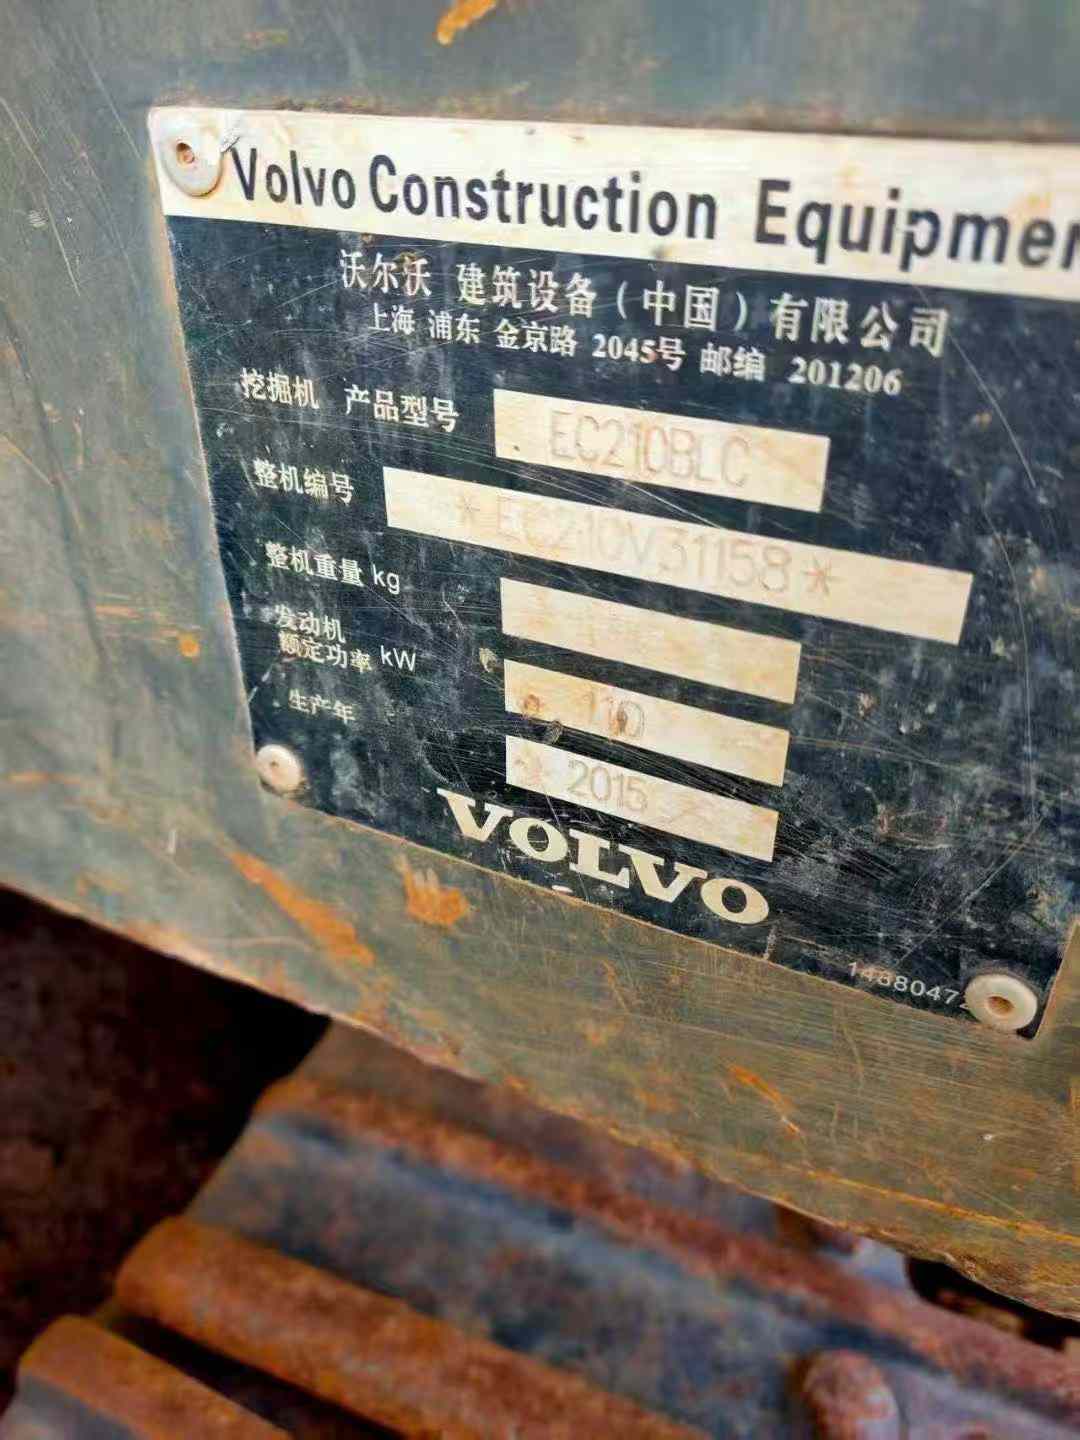 Volvo Construction Equipmen
沃尔沃 建筑设备（中国）有限公司
上海 浦东 金京路 2045号 邮编 201206
挖掘机 产品型号 EC210BLC
整机编号 *EC210V31158*
整机重量 kg
发动机
额定功率 kW 110
生产年 2015
VOLVO